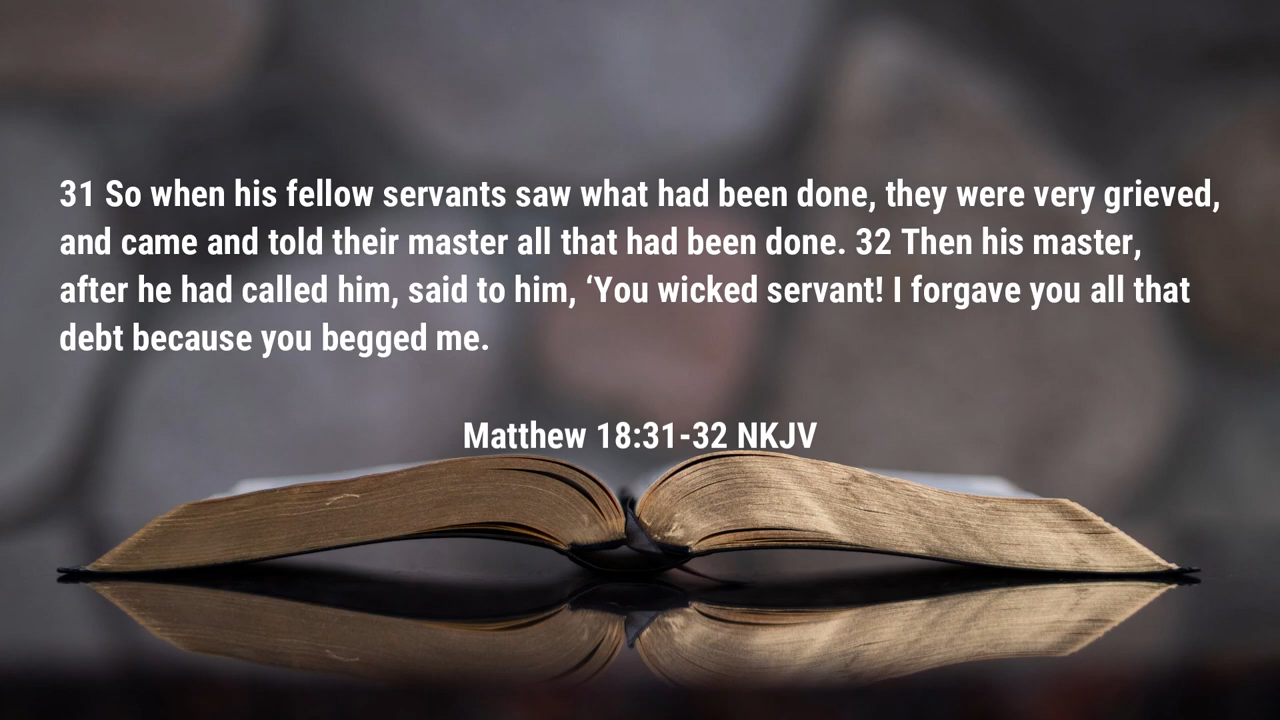 31 So when his fellow servants saw what had been done, they were very grieved,
and came and told their master all that had been done. 32 Then his master,
after he had called him, said to him, ‘You wicked servant! I forgave you all that
debt because you begged me.
Matthew 18:31-32 NKJV